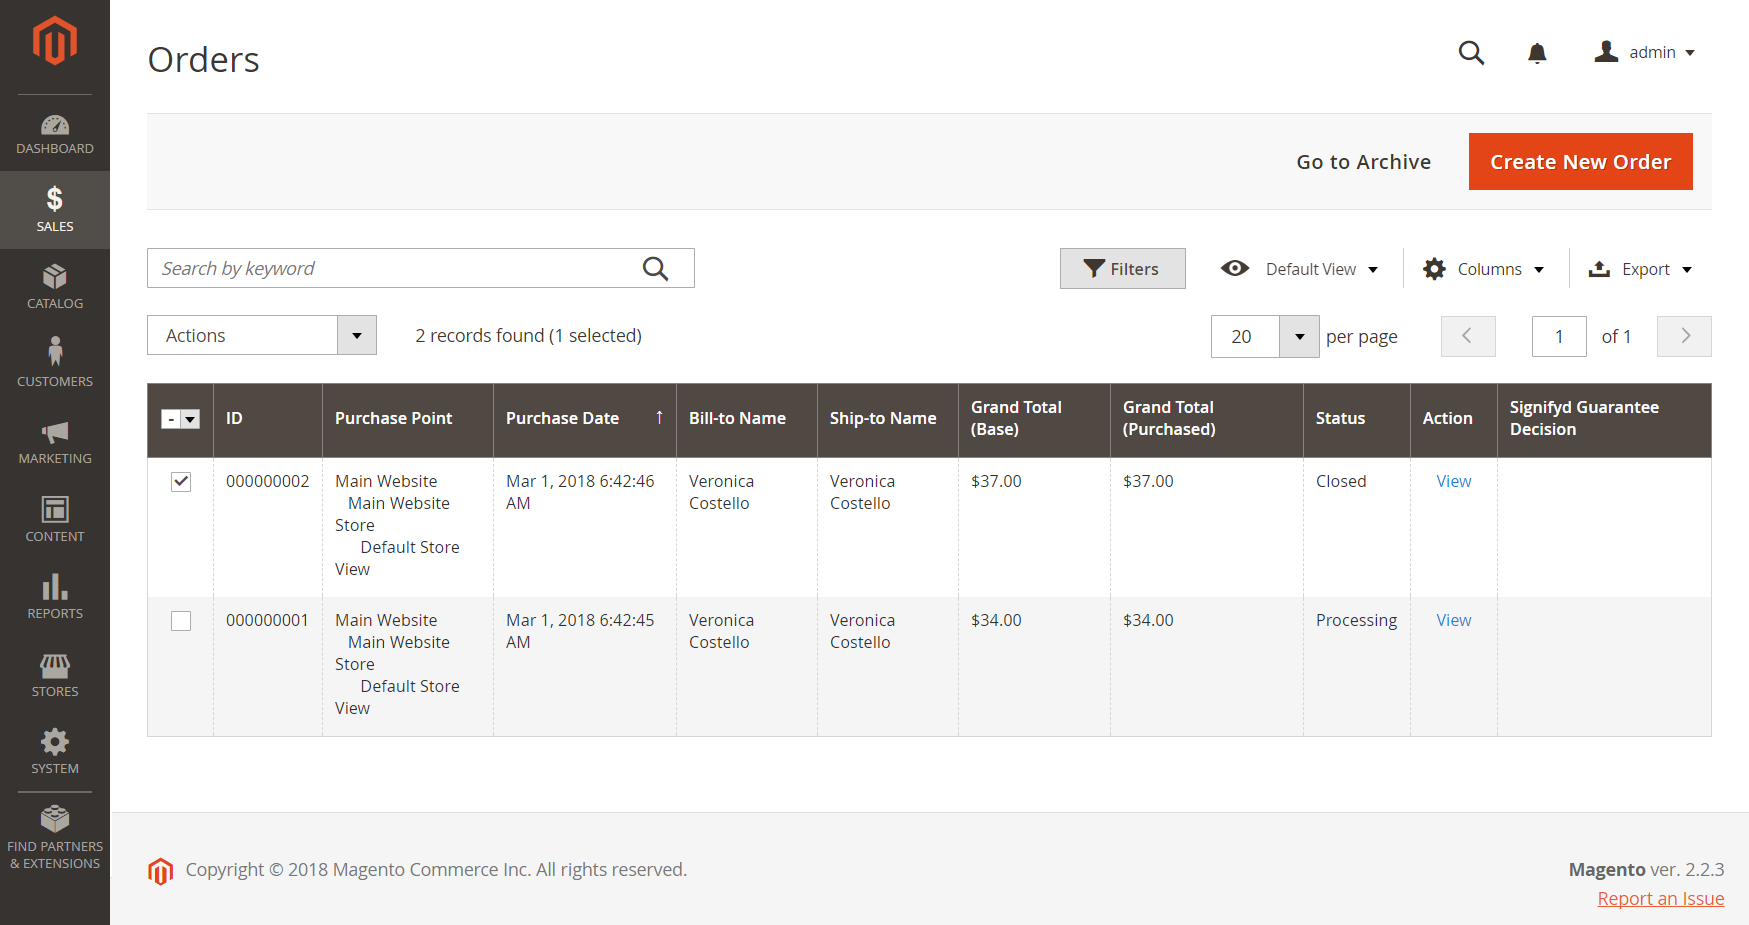 Orders
admin
DASHBOARD
SALES
CATALOG
CUSTOMERS
MARKETING
CONTENT
REPORTS
STORES
SYSTEM
FIND PARTNERS
& EXTENSIONS
Go to Archive
Create New Order
Search by keyword
Filters
Default View
Columns
Export
Actions
2 records found (1 selected)
20
per page
1
of 1
-
ID
Purchase Point
Purchase Date ↑
Bill-to Name
Ship-to Name
Grand Total
(Base)
Grand Total
(Purchased)
Status
Action
Signifyd Guarantee
Decision
000000002
Main Website
Main Website
Store
Default Store
View
Mar 1, 2018 6:42:46
AM
Veronica
Costello
Veronica
Costello
$37.00
$37.00
Closed
View
000000001
Main Website
Main Website
Store
Default Store
View
Mar 1, 2018 6:42:45
AM
Veronica
Costello
Veronica
Costello
$34.00
$34.00
Processing
View
Copyright © 2018 Magento Commerce Inc. All rights reserved.
Magento ver. 2.2.3
Report an Issue